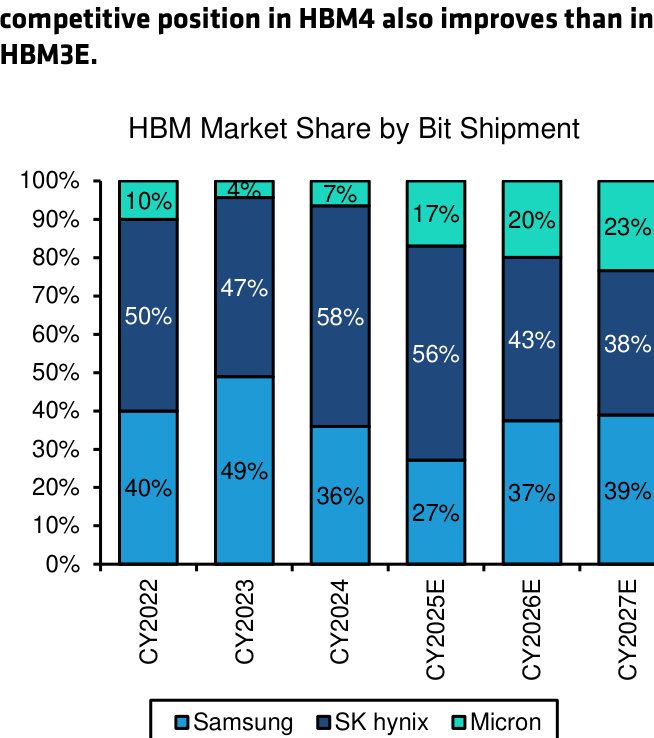 competitive position in HBM4 also improves than in
HBM3E.
HBM Market Share by Bit Shipment
100%
90%
80%
70%
60%
50%
40%
30%
20%
10%
0%
10% 4% 7% 17% 20% 23%
50% 47% 58% 56% 43% 38%
40% 49% 36% 27% 37% 39%
CY2022 CY2023 CY2024 CY2025E CY2026E CY2027E
Samsung SK hynix Micron